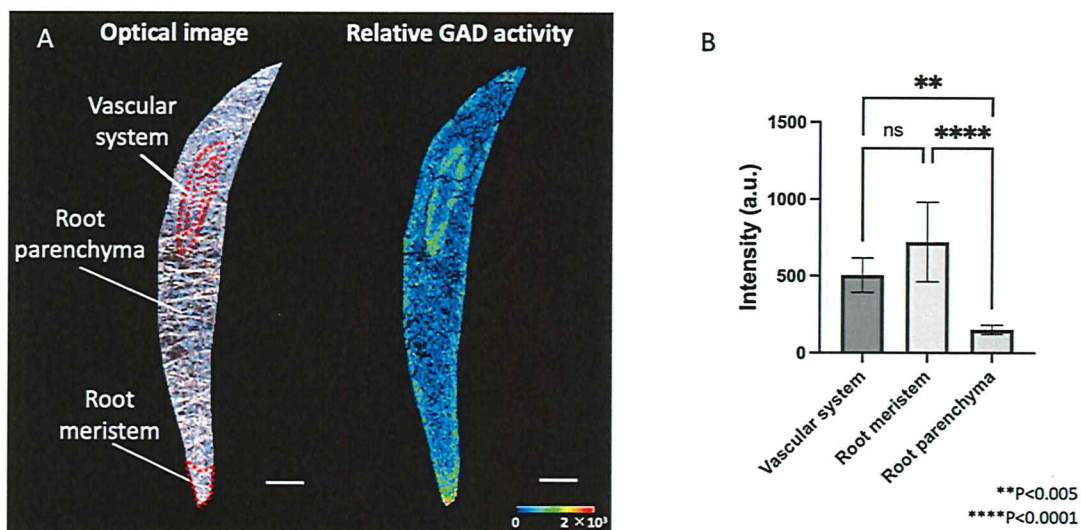 A
Optical image
Relative GAD activity
Vascular
system
Root
parenchyma
Root
meristem
0
2 ×10³
B
**
ns
****
1500
1000
500
0
Intensity (a.u.)
Vascular system
Root meristem
Root parenchyma
**P<0.005
****P<0.0001